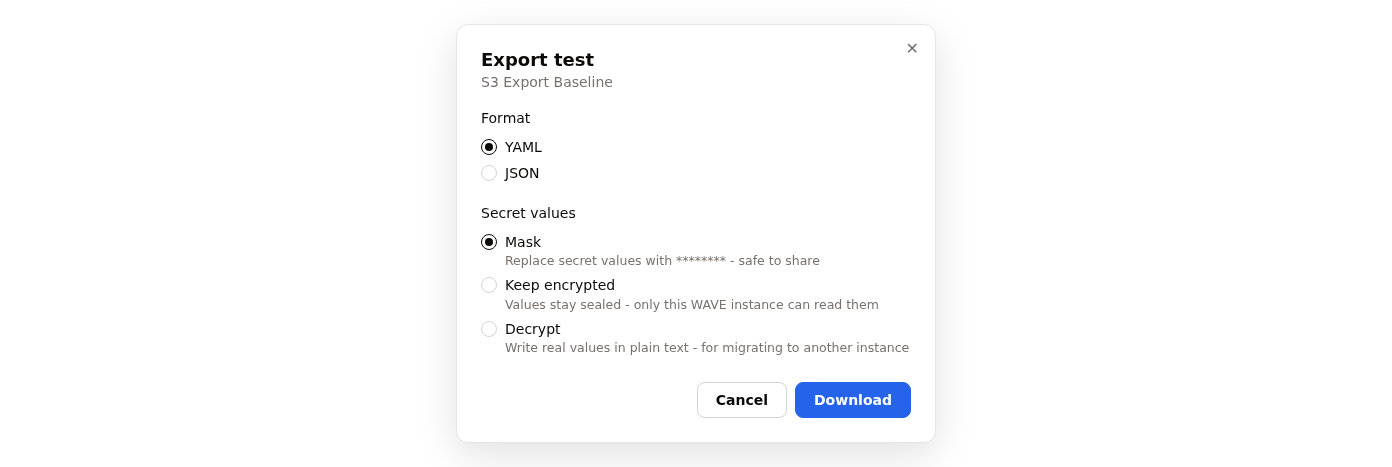 Export test
S3 Export Baseline
Format
YAML
JSON
Secret values
Mask
Replace secret values with ******** - safe to share
Keep encrypted
Values stay sealed - only this WAVE instance can read them
Decrypt
Write real values in plain text - for migrating to another instance
Cancel Download